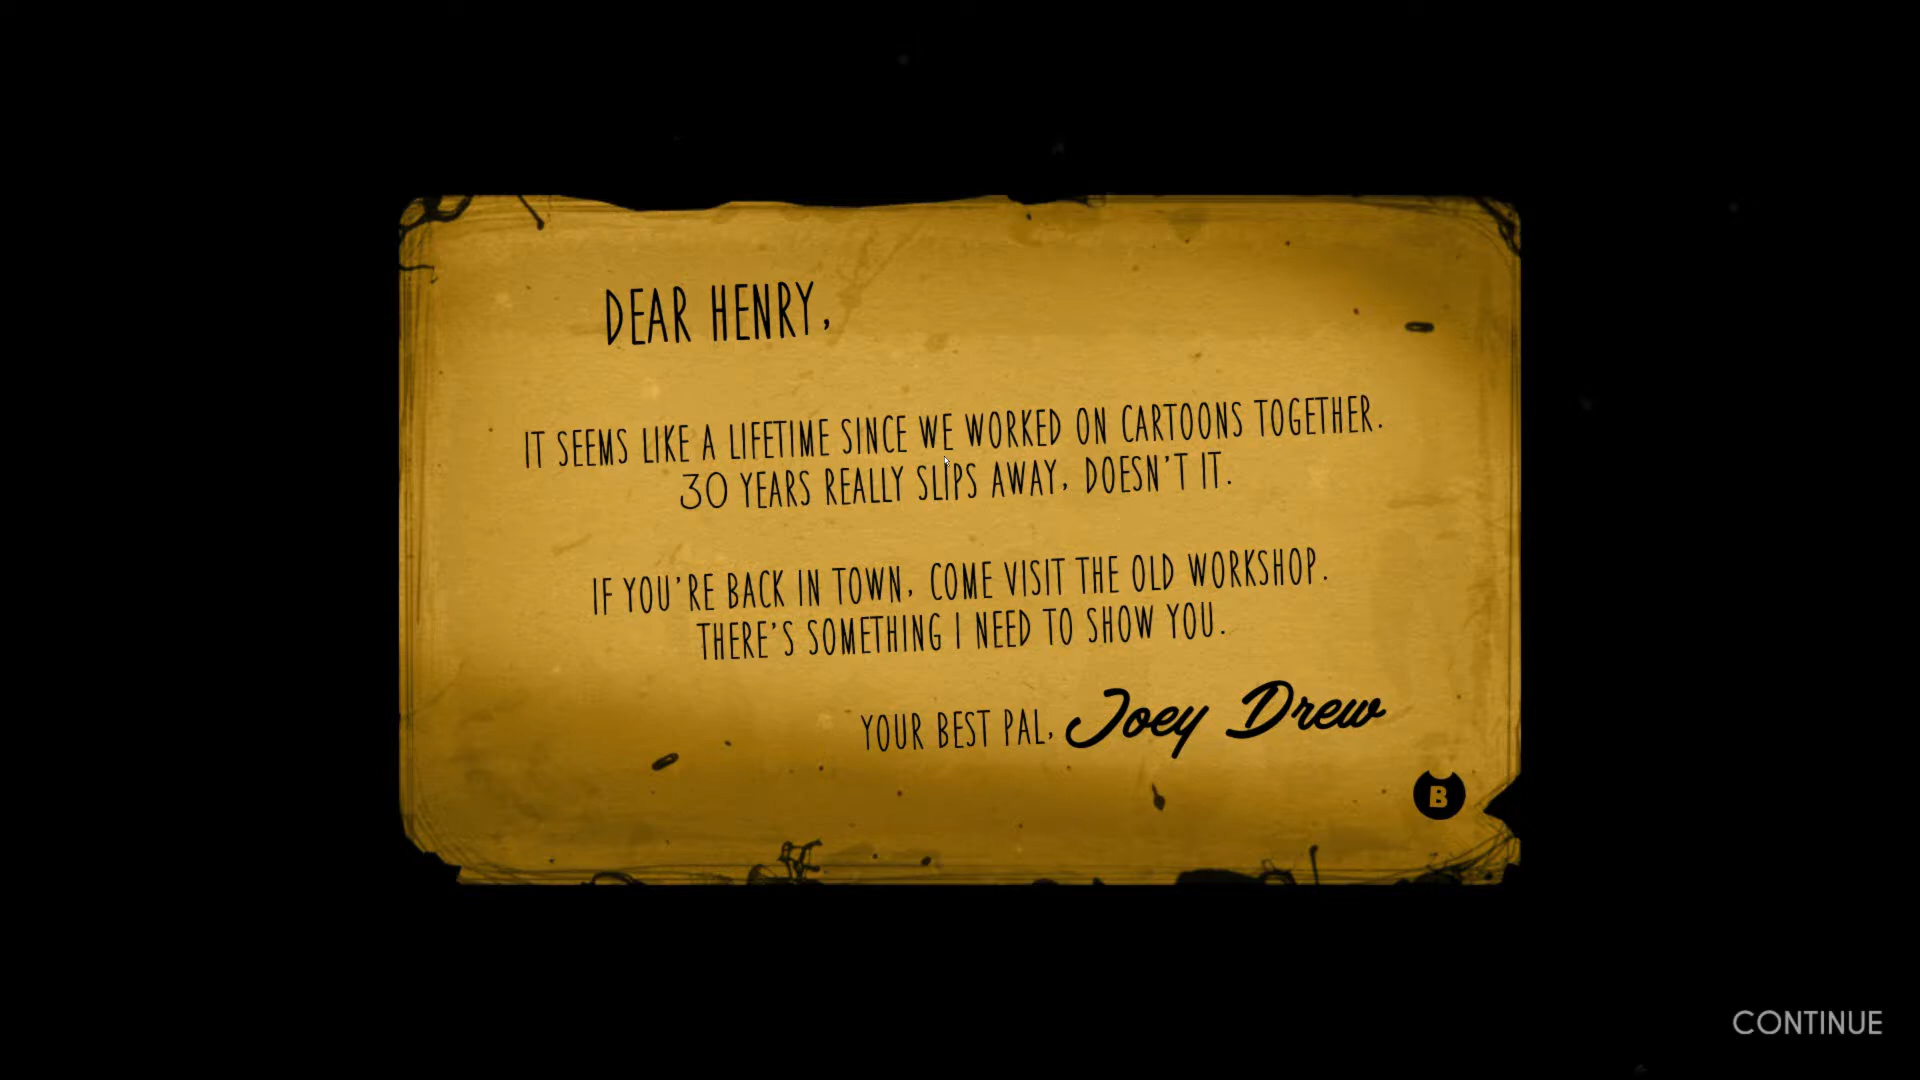 DEAR HENRY,
IT SEEMS LIKE A LIFETIME SINCE WE WORKED ON CARTOONS TOGETHER.
30 YEARS REALLY SLIPS AWAY, DOESN'T IT.
IF YOU'RE BACK IN TOWN, COME VISIT THE OLD WORKSHOP.
THERE'S SOMETHING I NEED TO SHOW YOU.
YOUR BEST PAL, Joey Drew
B
CONTINUE